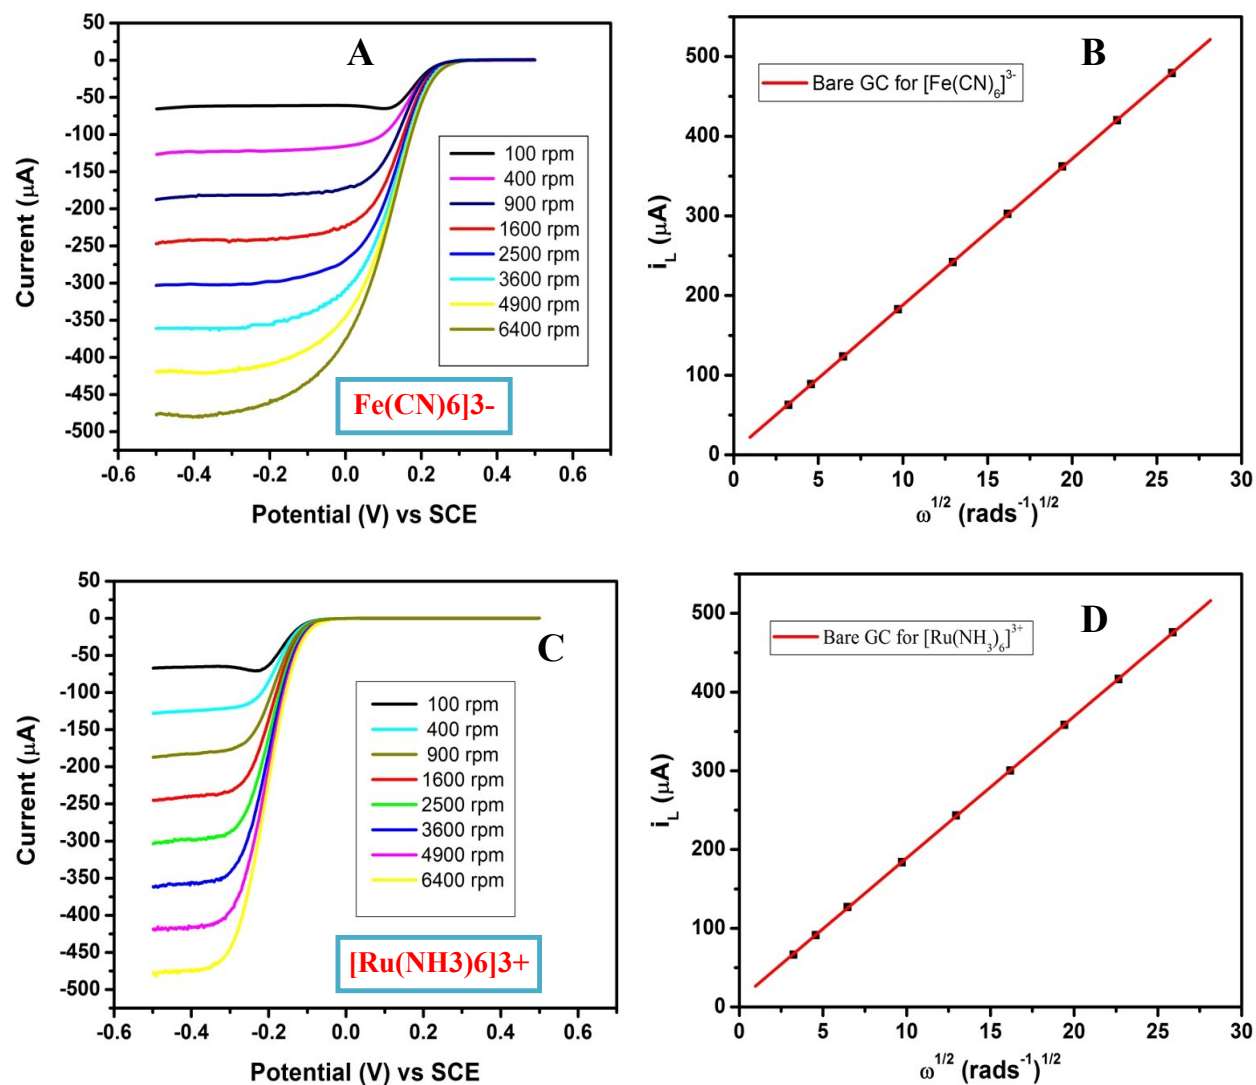 A
50
0
-50
-100
-150
-200
-250
-300
-350
-400
-450
-500
Current (μA)
100 rpm
400 rpm
900 rpm
1600 rpm
2500 rpm
3600 rpm
4900 rpm
6400 rpm
Fe(CN)6]3-
-0.6 -0.4 -0.2 0.0 0.2 0.4 0.6
Potential (V) vs SCE
B
500
400
300
200
100
0
i_L (μA)
Bare GC for [Fe(CN)₆]³⁻
0 5 10 15 20 25 30
ω^1/2 (rads⁻¹)^1/2
C
50
0
-50
-100
-150
-200
-250
-300
-350
-400
-450
-500
Current (μA)
100 rpm
400 rpm
900 rpm
1600 rpm
2500 rpm
3600 rpm
4900 rpm
6400 rpm
[Ru(NH3)6]3+
-0.6 -0.4 -0.2 0.0 0.2 0.4 0.6
Potential (V) vs SCE
D
500
400
300
200
100
0
i_L (μA)
Bare GC for [Ru(NH₃)₆]³⁺
0 5 10 15 20 25 30
ω^1/2 (rads⁻¹)^1/2